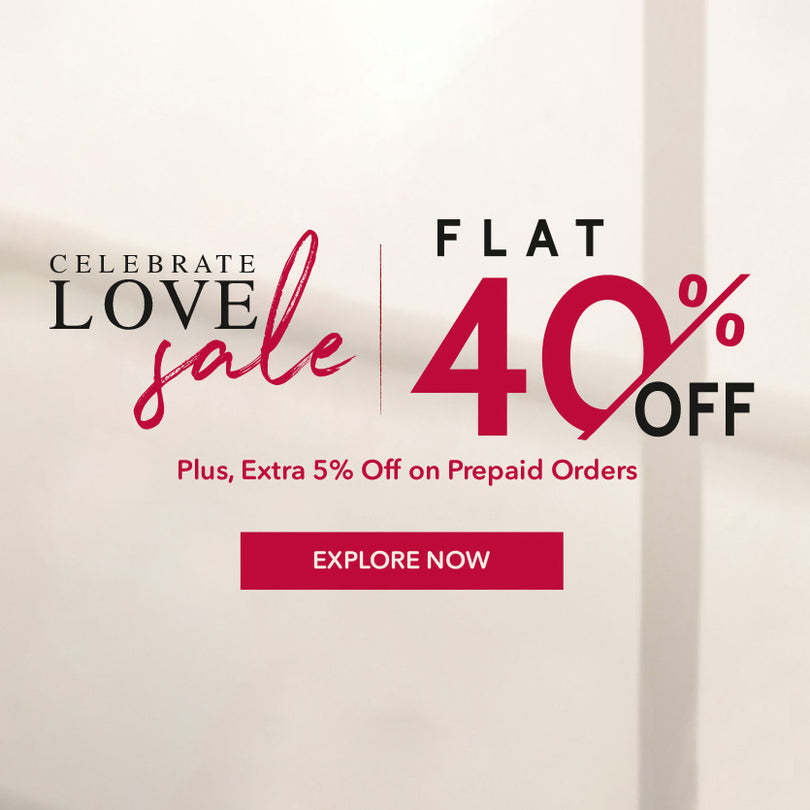 CELEBRATE
LOVE
sale
FLAT
40%
OFF
Plus, Extra 5% Off on Prepaid Orders
EXPLORE NOW